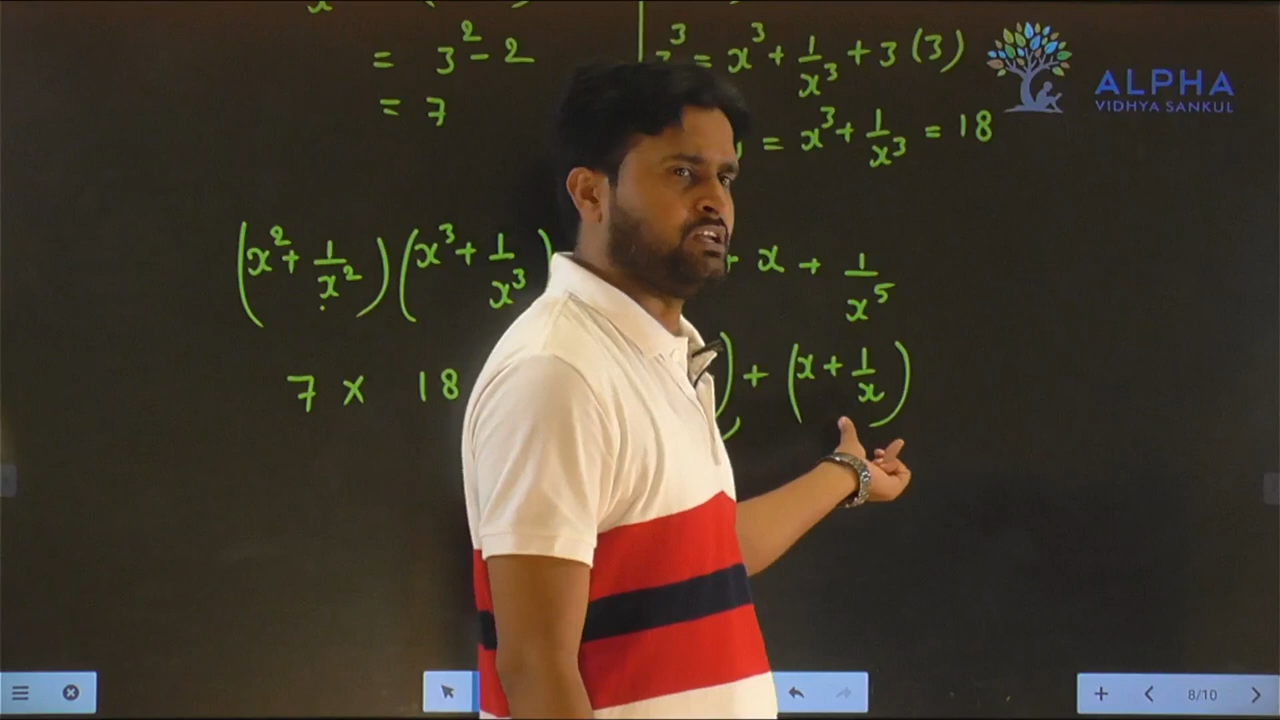 = 3² - 2
3³ = x³ + 1/x³ + 3 (3)
= 7
= x³ + 1/x³ = 18
ALPHA
VIDHYA SANKUL
(x² + 1/x²) (x³ + 1/x³) + x + 1/x⁵
7 × 18 ) + (x + 1/x)
8/10